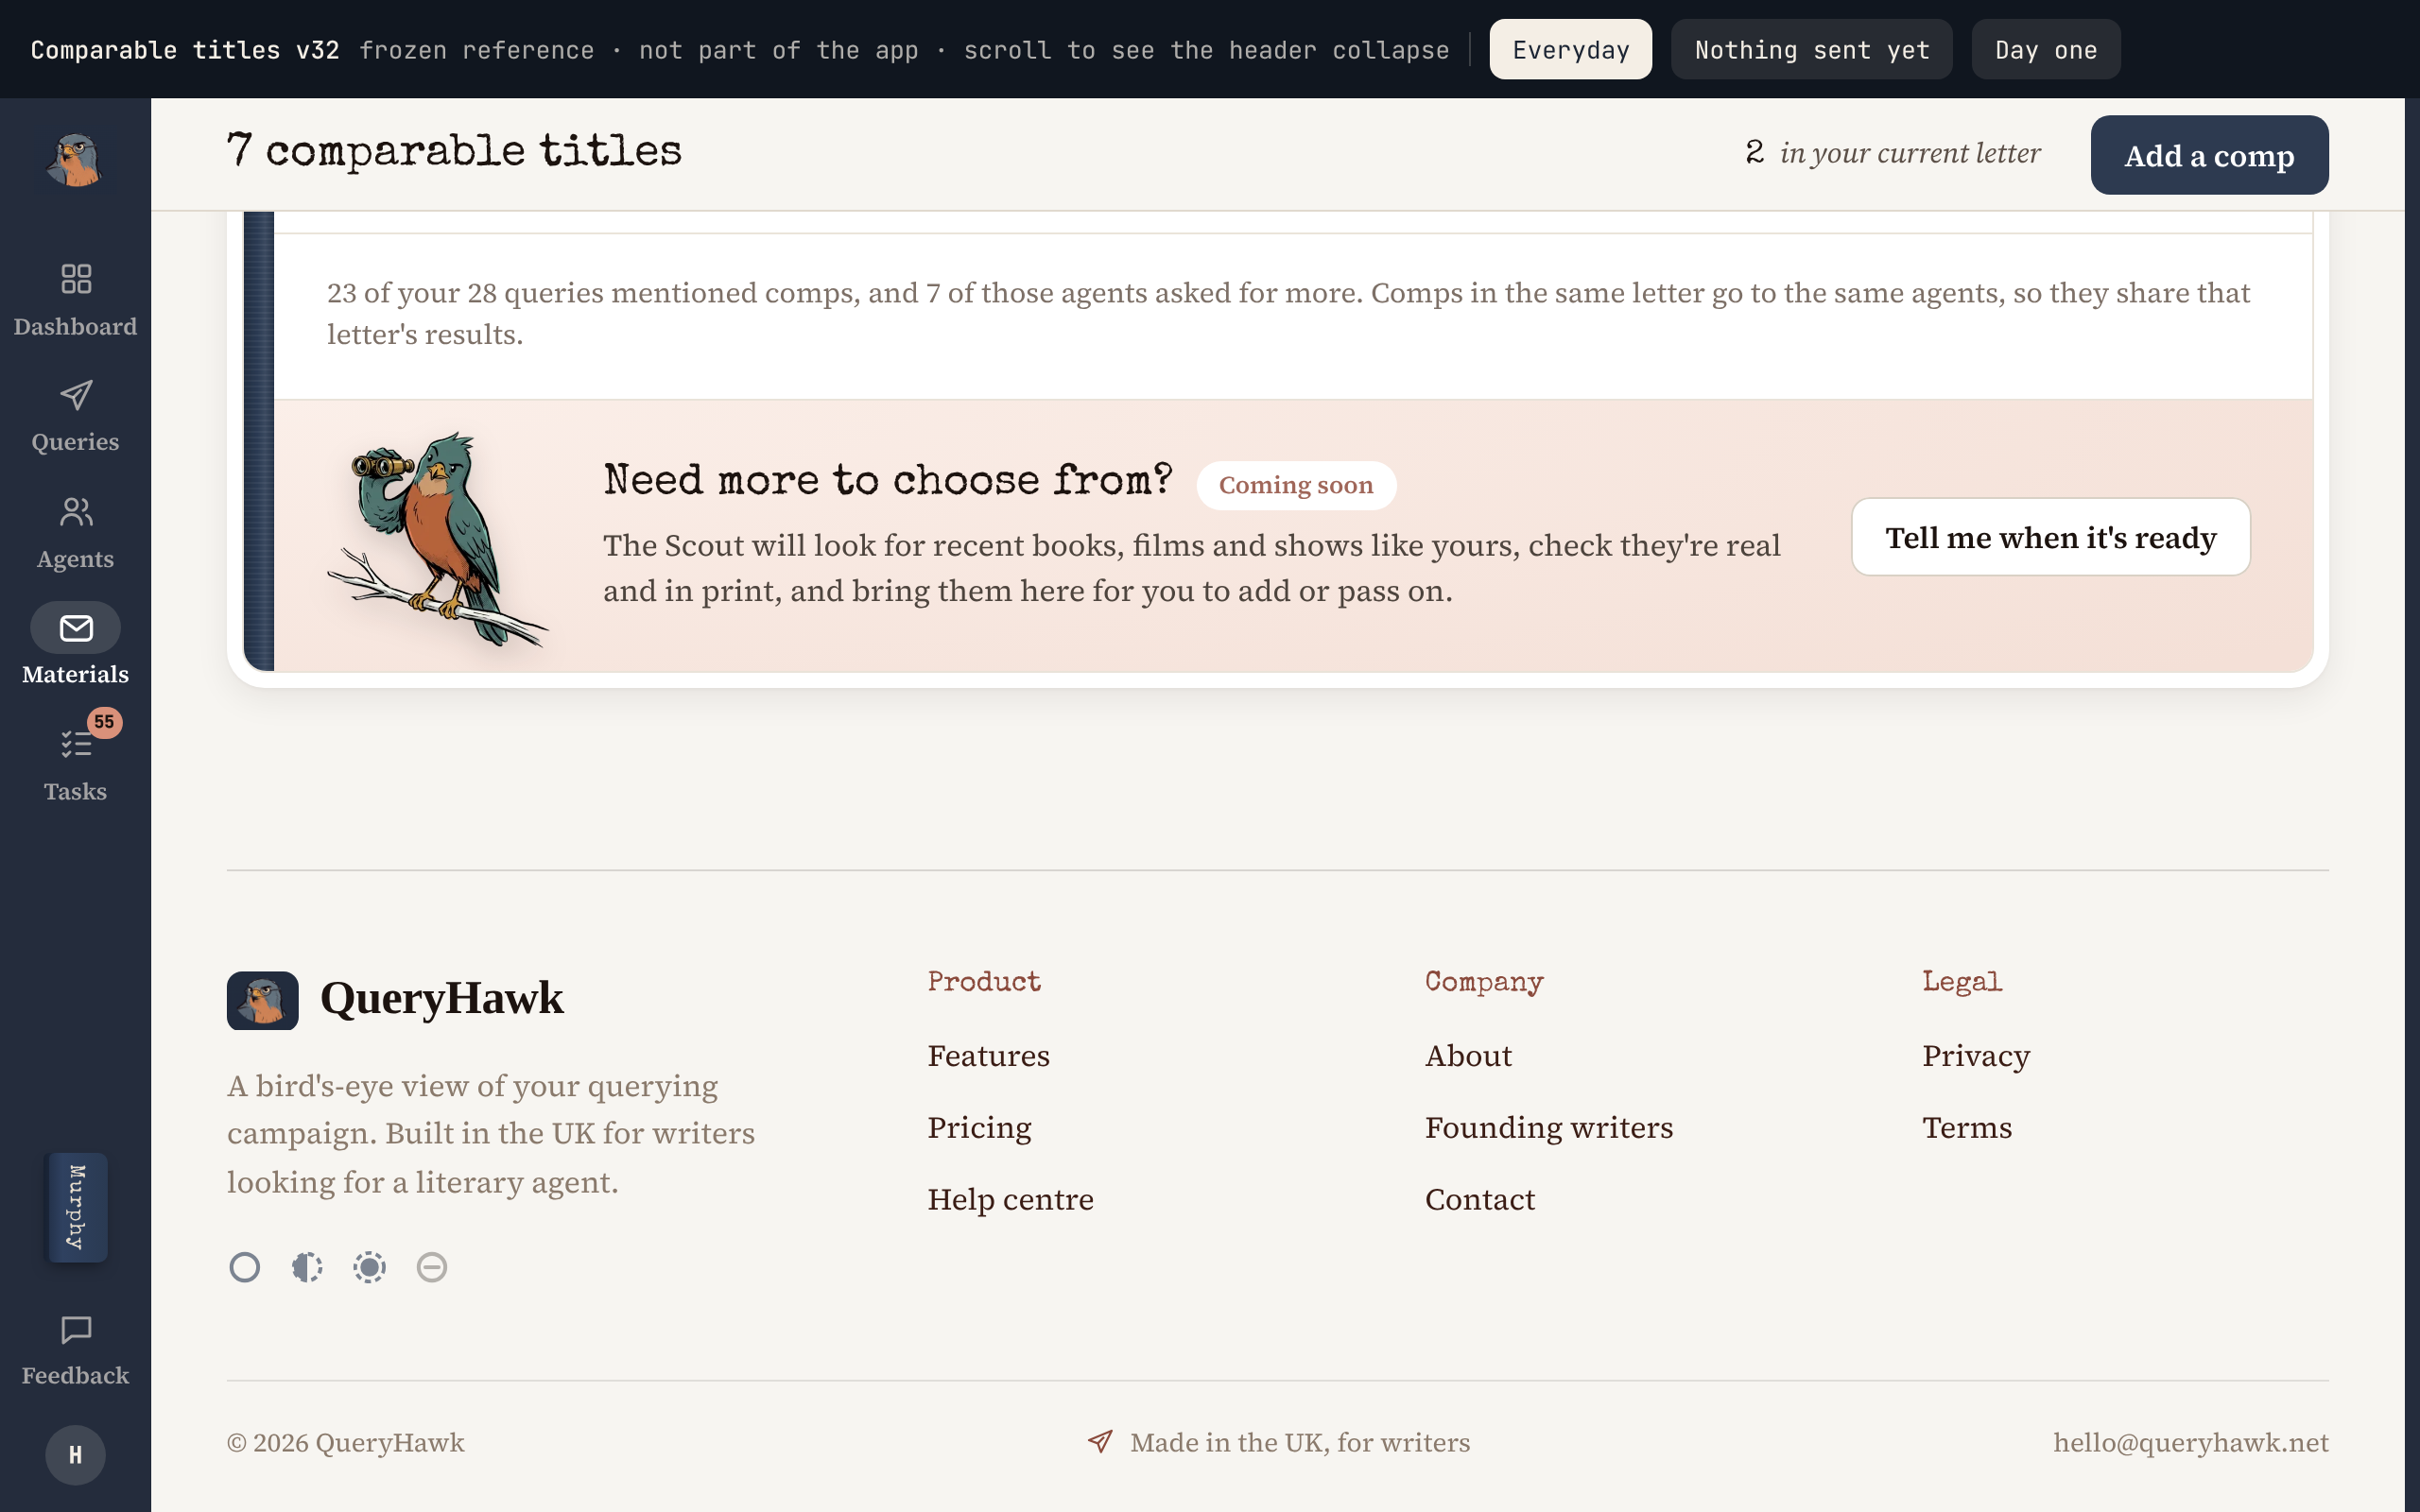 Comparable titles v32 frozen reference · not part of the app · scroll to see the header collapse
Everyday
Nothing sent yet
Day one
7 comparable titles
2 in your current letter
Add a comp
Dashboard
Queries
Agents
Materials
55
Tasks
Murphy
Feedback
H
23 of your 28 queries mentioned comps, and 7 of those agents asked for more. Comps in the same letter go to the same agents, so they share that
letter's results.
Need more to choose from?
Coming soon
The Scout will look for recent books, films and shows like yours, check they're real
and in print, and bring them here for you to add or pass on.
Tell me when it's ready
QueryHawk
A bird's-eye view of your querying
campaign. Built in the UK for writers
looking for a literary agent.
Product
Features
Pricing
Help centre
Company
About
Founding writers
Contact
Legal
Privacy
Terms
© 2026 QueryHawk
Made in the UK, for writers
hello@queryhawk.net